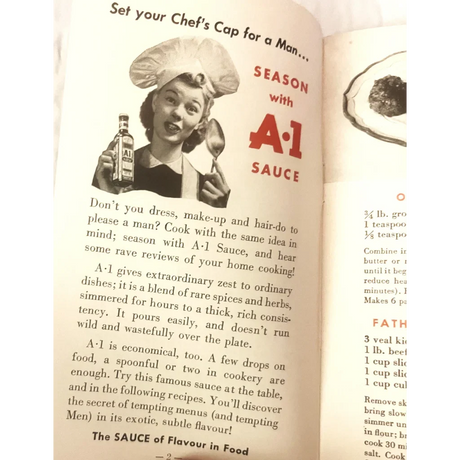 Set your Chef's Cap for a Man...
SEASON
with
A·1
SAUCE
A·1
Don't you dress, make-up and hair-do to
please a man? Cook with the same idea in
mind; season with A·1 Sauce, and hear
some rave reviews of your home cooking!
A·1 gives extraordinary zest to ordinary
dishes; it is a blend of rare spices and herbs,
simmered for hours to a thick, rich consis-
tency. It pours easily, and doesn't run
wild and wastefully over the plate.
A·1 is economical, too. A few drops on
food, a spoonful or two in cookery are
enough. Try this famous sauce at the table,
and in the following recipes. You'll discover
the secret of tempting menus (and tempting
Men) in its exotic, subtle flavour!
The SAUCE of Flavour in Food
— 2 —
O
¾ lb. gro
1 teaspoo
⅛ teaspo
Combine in
butter or m
until it beg
reduce hea
minutes). I
Makes 6 pa
FATH
3 veal kid
1 lb. beef
1 cup slic
1 cup slic
1 cup cul
Remove sk
bring slow
simmer un
in flour; br
cook 30 mi
salt. Cook